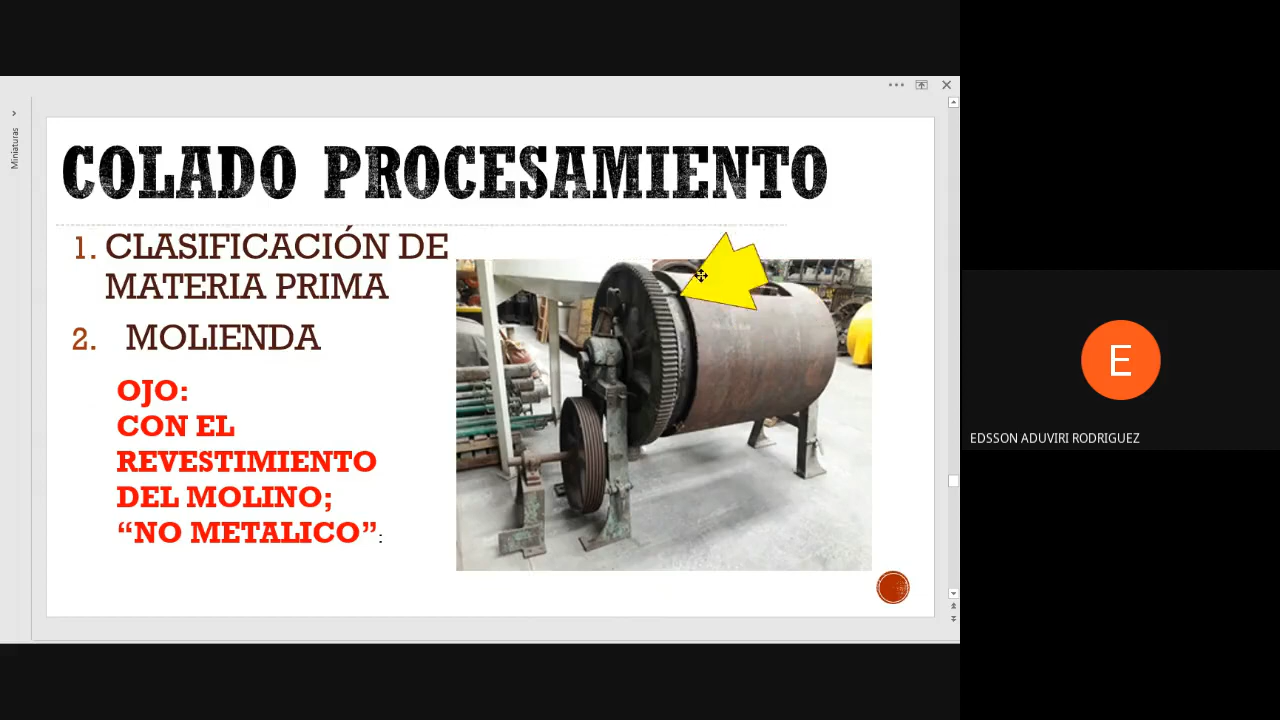 Miniaturas
COLADO PROCESAMIENTO
1. CLASIFICACIÓN DE
MATERIA PRIMA
2. MOLIENDA
OJO:
CON EL
REVESTIMIENTO
DEL MOLINO;
“NO METALICO”:
E
EDSSON ADUVIRI RODRIGUEZ